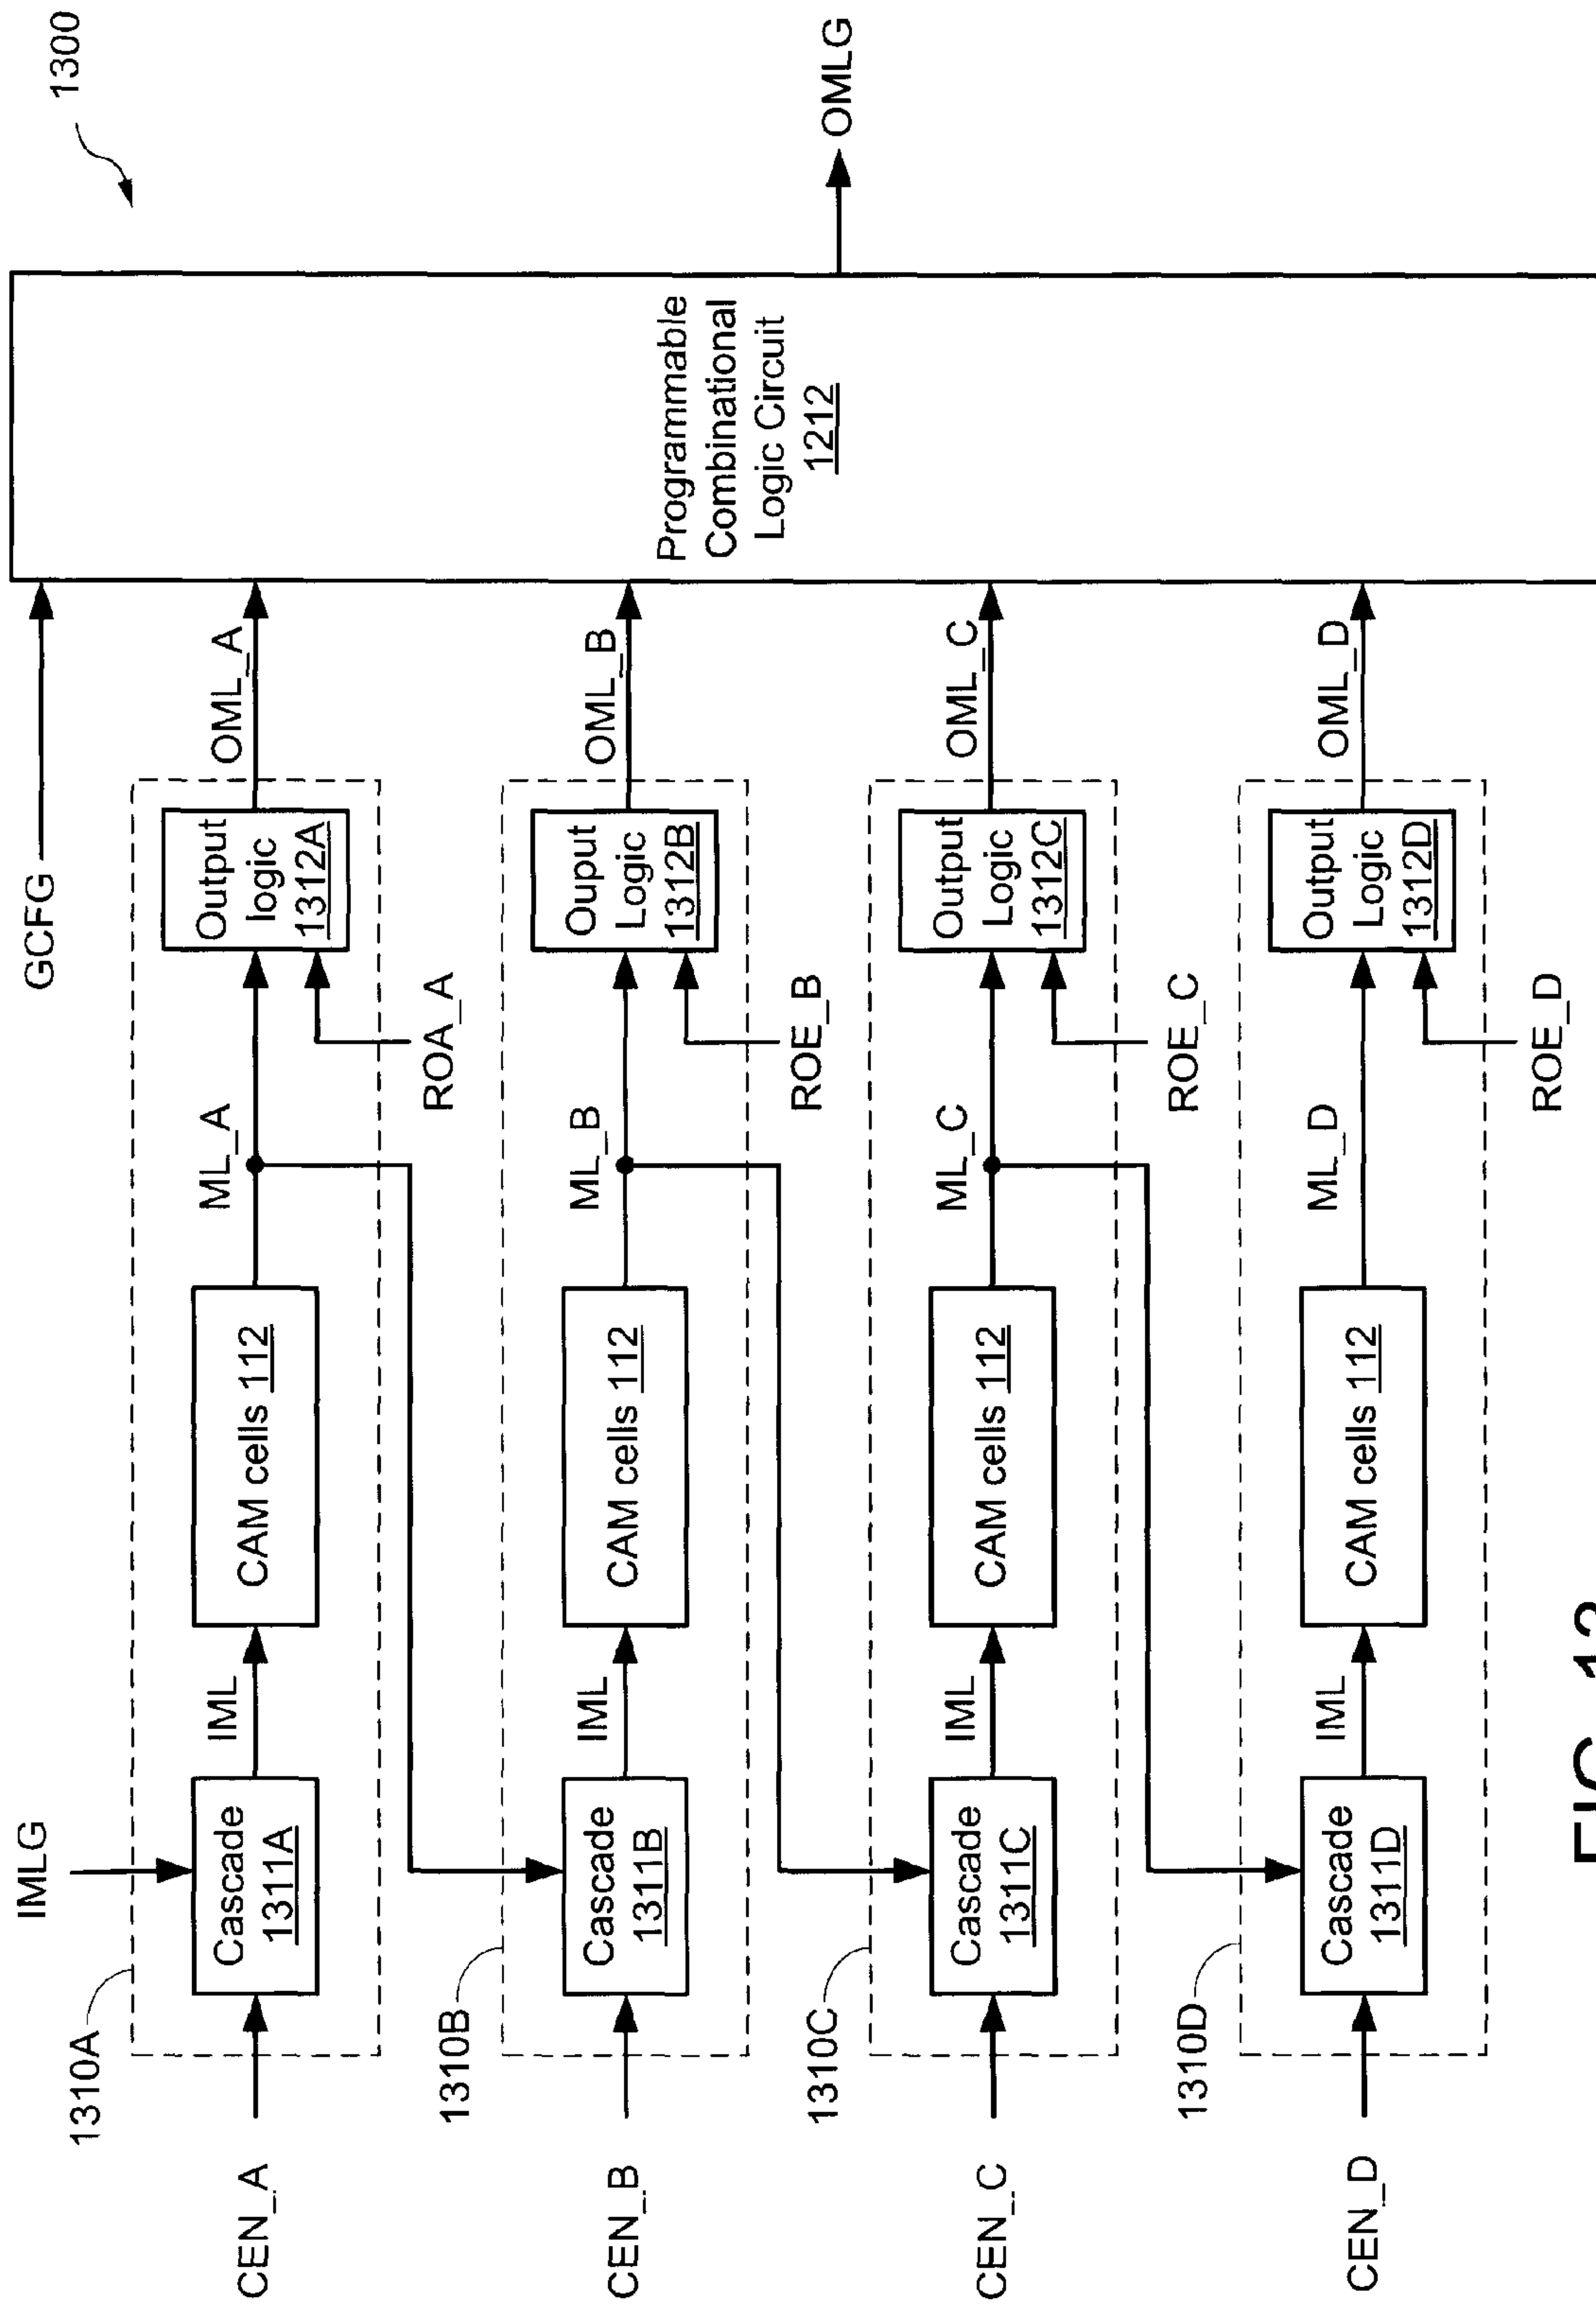 1300
GCFG
IMLG
1310A
CEN_A
Cascade
1311A
IML
CAM cells 112
ML_A
ROA_A
Output
logic
1312A
OML_A
1310B
CEN_B
Cascade
1311B
IML
CAM cells 112
ML_B
ROE_B
Ouput
Logic
1312B
OML_B
1310C
CEN_C
Cascade
1311C
IML
CAM cells 112
ML_C
ROE_C
Output
Logic
1312C
OML_C
1310D
CEN_D
Cascade
1311D
IML
CAM cells 112
ML_D
ROE_D
Output
Logic
1312D
OML_D
Programmable
Combinational
Logic Circuit
1212
OMLG
FIG. 13